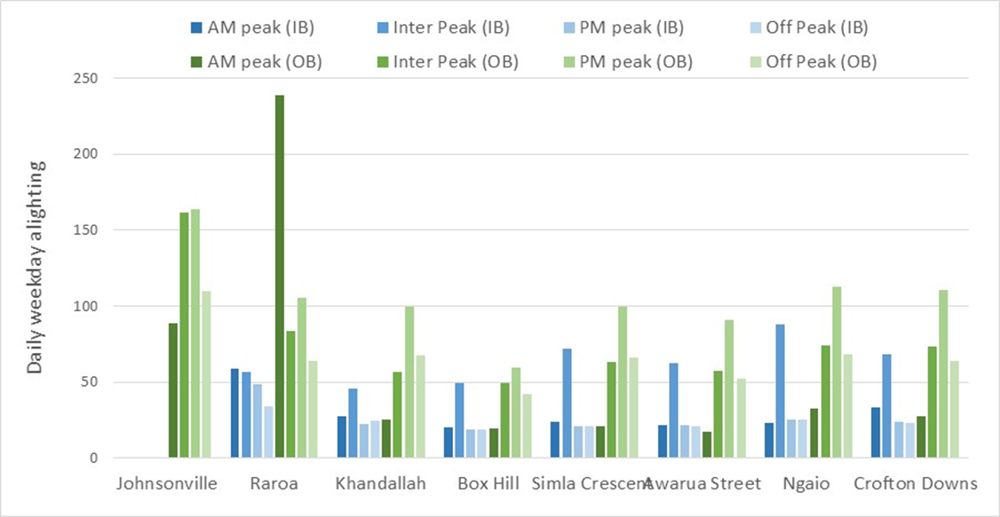 AM peak (IB) Inter Peak (IB) PM peak (IB) Off Peak (IB)
AM peak (OB) Inter Peak (OB) PM peak (OB) Off Peak (OB)
Daily weekday alighting
250
200
150
100
50
0
Johnsonville Raroa Khandallah Box Hill Simla Crescent Awarua Street Ngaio Crofton Downs